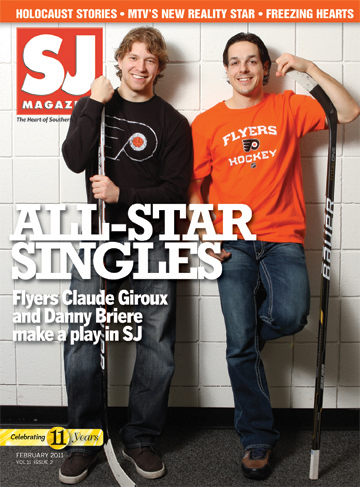 HOLOCAUST STORIES • MTV'S NEW REALITY STAR • FREEZING HEARTS
SJ
MAGAZINE
The Heart of Southern
FLYERS
HOCKEY
ALL-STAR
SINGLES
Flyers Claude Giroux
and Danny Briere
make a play in SJ
BAUER
Celebrating 11 Years
FEBRUARY 2011
VOL 11 ISSUE 2